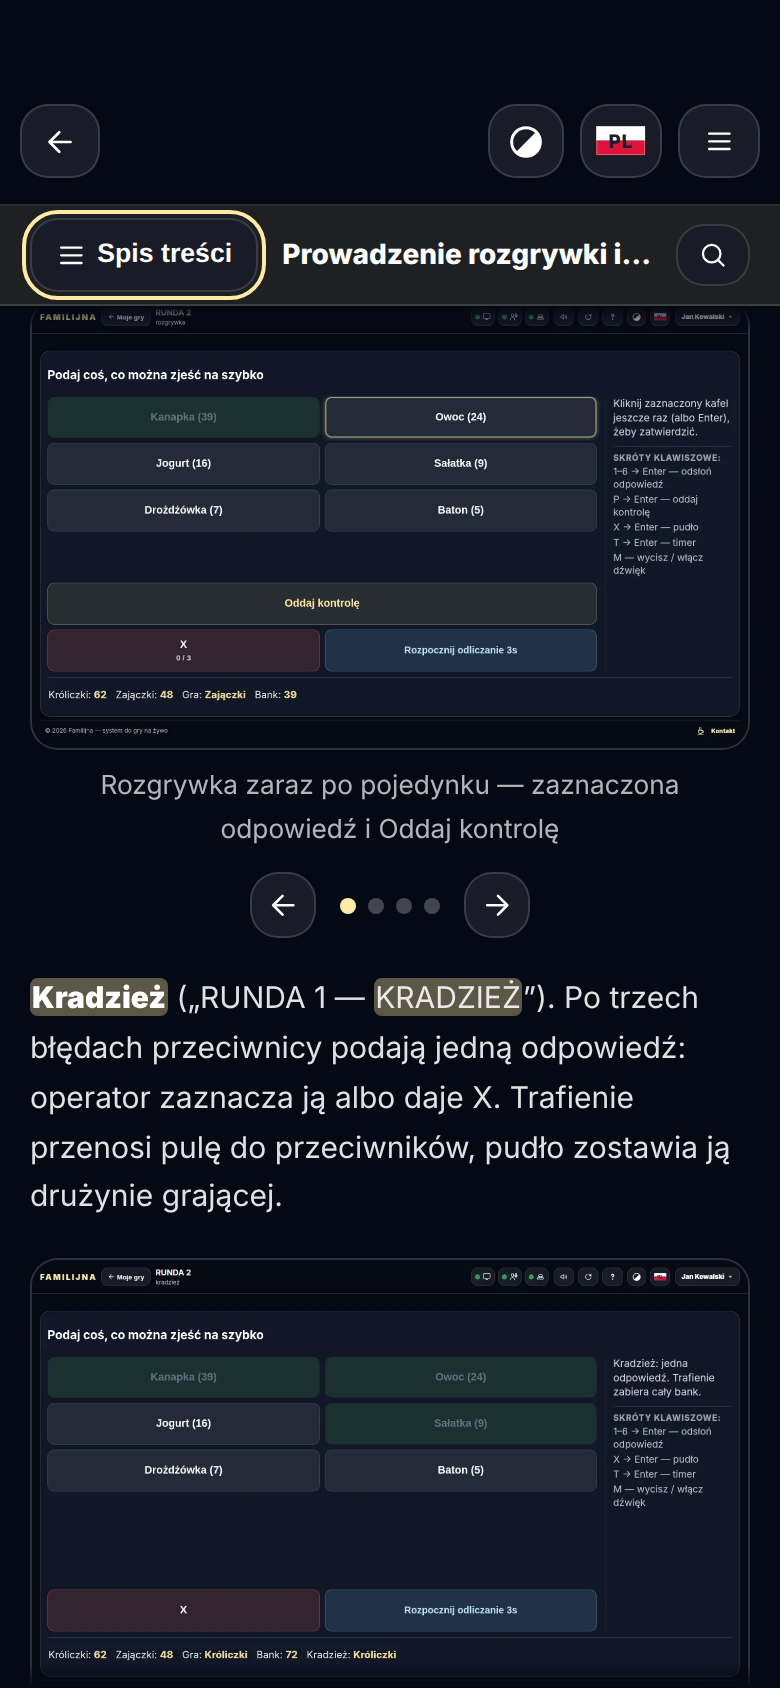 PL
Spis treści
Prowadzenie rozgrywki i...
FAMILIJNA
← Moje gry
RUNDA 2
rozgrywka
?
Jan Kowalski
Podaj coś, co można zjeść na szybko
Kanapka (39)
Owoc (24)
Jogurt (16)
Sałatka (9)
Drożdżówka (7)
Baton (5)
Oddaj kontrolę
X
0 / 3
Rozpocznij odliczanie 3s
Kliknij zaznaczony kafel
jeszcze raz (albo Enter),
żeby zatwierdzić.
SKRÓTY KLAWISZOWE:
1–6 → Enter — odsłoń
odpowiedź
P → Enter — oddaj
kontrolę
X → Enter — pudło
T → Enter — timer
M — wycisz / włącz
dźwięk
Króliczki: 62 Zajączki: 48 Gra: Zajączki Bank: 39
© 2026 Familijna — system do gry na żywo
Kontakt
Rozgrywka zaraz po pojedynku — zaznaczona
odpowiedź i Oddaj kontrolę
Kradzież („RUNDA 1 — KRADZIEŻ”). Po trzech
błędach przeciwnicy podają jedną odpowiedź:
operator zaznacza ją albo daje X. Trafienie
przenosi pulę do przeciwników, pudło zostawia ją
drużynie grającej.
FAMILIJNA
← Moje gry
RUNDA 2
kradzież
?
Jan Kowalski
Podaj coś, co można zjeść na szybko
Kanapka (39)
Owoc (24)
Jogurt (16)
Sałatka (9)
Drożdżówka (7)
Baton (5)
X
Rozpocznij odliczanie 3s
Kradzież: jedna
odpowiedź. Trafienie
zabiera cały bank.
SKRÓTY KLAWISZOWE:
1–6 → Enter — odsłoń
odpowiedź
X → Enter — pudło
T → Enter — timer
M — wycisz / włącz
dźwięk
Króliczki: 62 Zajączki: 48 Gra: Króliczki Bank: 72 Kradzież: Króliczki